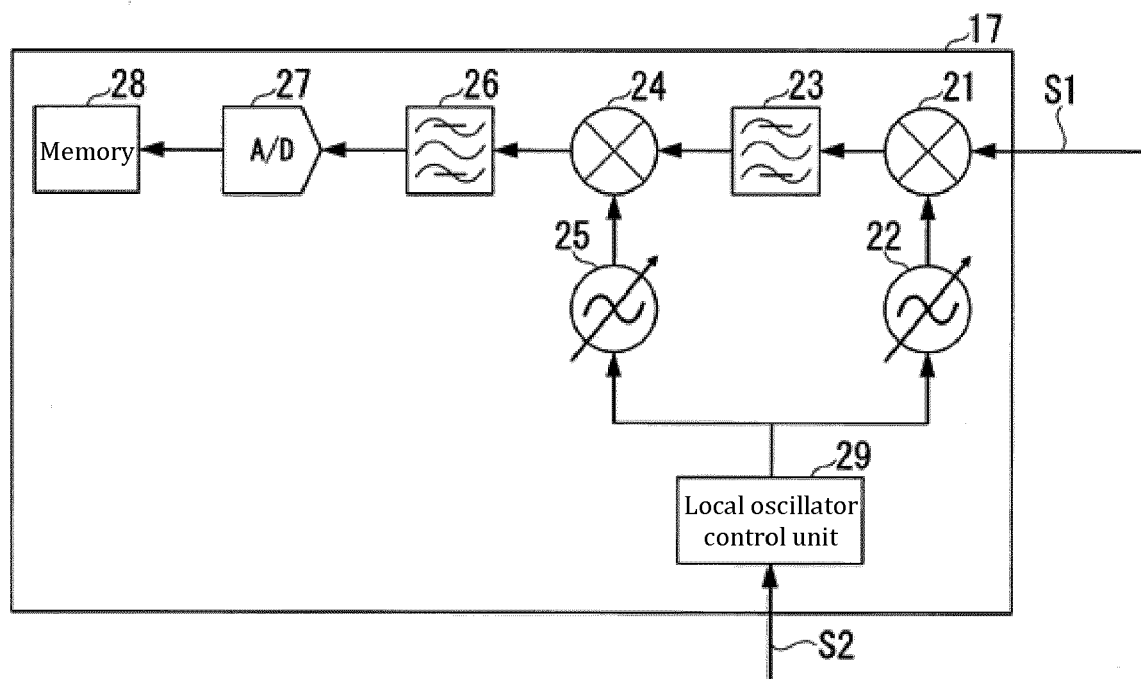 17
28
27
26
24
23
21
S1
Memory
A/D
25
22
29
Local oscillator
control unit
S2